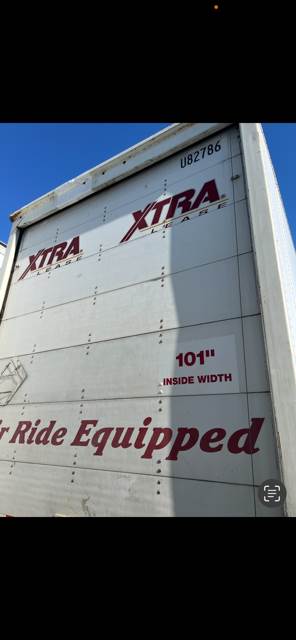 U82786
XTRA
LEASE
XTRA
LEASE
101"
INSIDE WIDTH
Ride Equipped